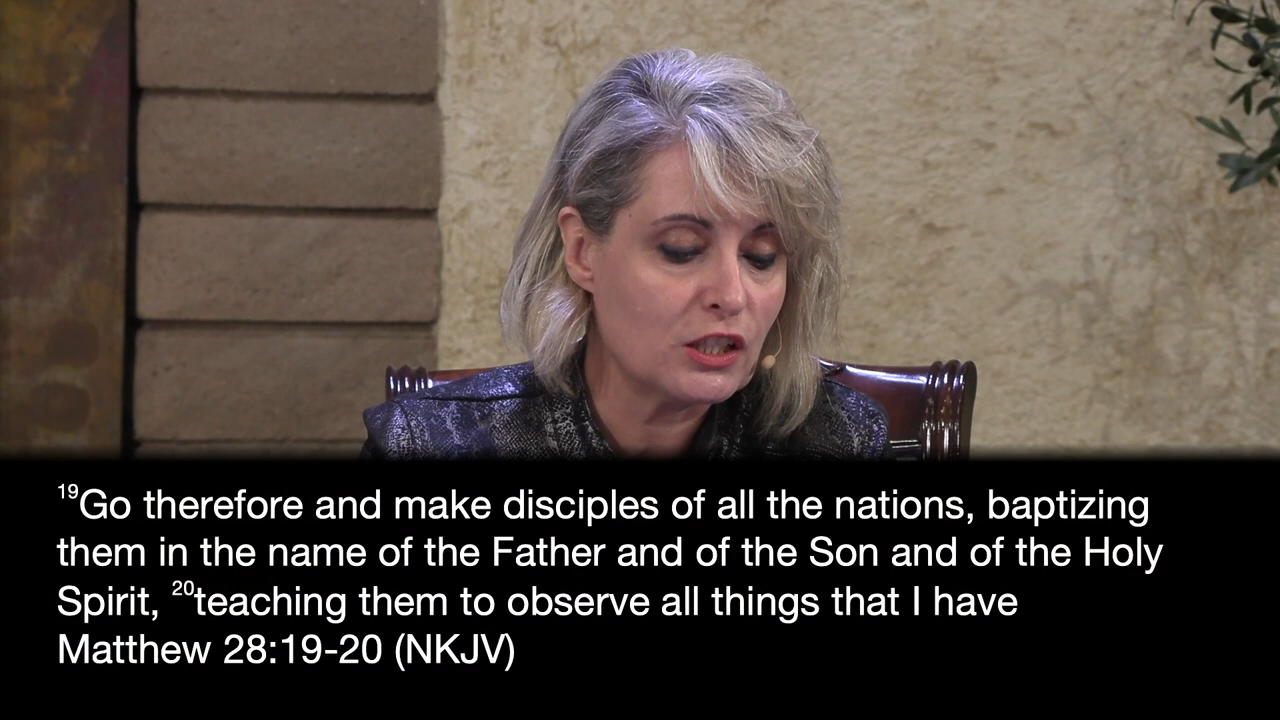 19Go therefore and make disciples of all the nations, baptizing
them in the name of the Father and of the Son and of the Holy
Spirit, 20teaching them to observe all things that I have
Matthew 28:19-20 (NKJV)